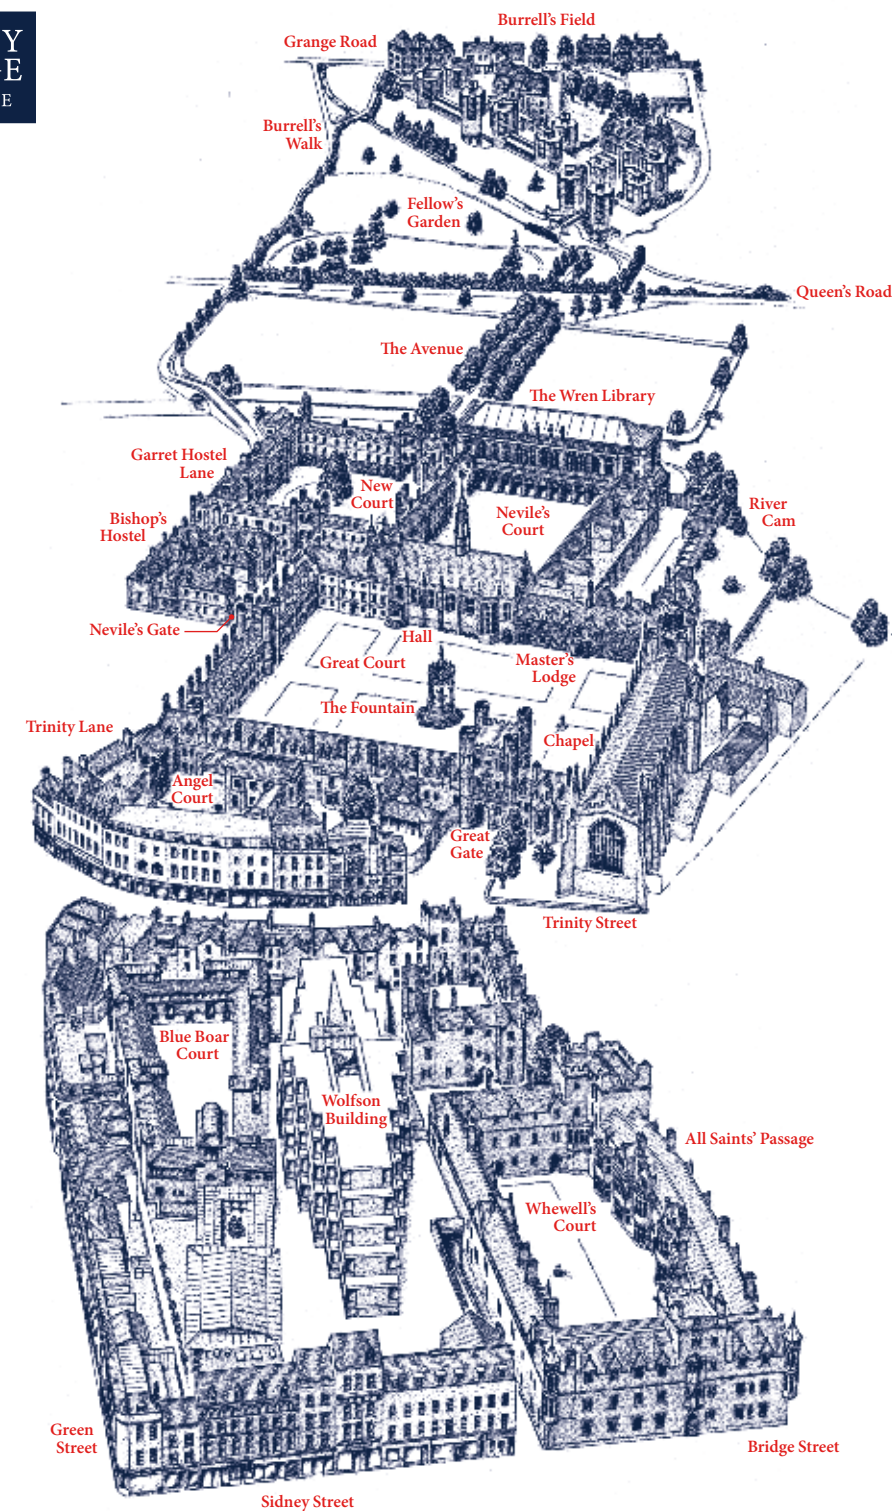 Y
GE
E
Burrell's Field
Grange Road
Burrell's
Walk
Fellow's
Garden
Queen's Road
The Avenue
The Wren Library
Garret Hostel
Lane
New
Court
Nevile's
Court
River
Cam
Bishop's
Hostel
Nevile's Gate
Hall
Great Court
Master's
Lodge
The Fountain
Trinity Lane
Chapel
Angel
Court
Great
Gate
Trinity Street
Blue Boar
Court
Wolfson
Building
All Saints' Passage
Whewell's
Court
Green
Street
Bridge Street
Sidney Street